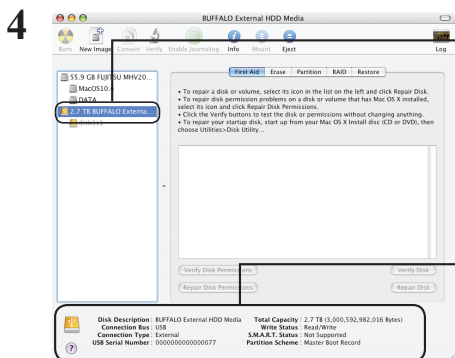 4
BUFFALO External HDD Media
Burn New Image Convert Verify Enable Journaling Info Mount Eject Log
First Aid Erase Partition RAID Restore
55.9 GB FUJITSU MHV20...
MacOS10.4
DATA
2.7 TB BUFFALO Externa...
disk1s1
• To repair a disk or volume, select its icon in the list on the left and click Repair Disk.
• To repair disk permission problems on a disk or volume that has Mac OS X installed,
select its icon and click Repair Disk Permissions.
• Click the Verify buttons to test the disk or permissions without changing anything.
• To repair your startup disk, start up from your Mac OS X Install disc (CD or DVD), then
choose Utilities>Disk Utility...
Verify Disk Permissions Verify Disk
Repair Disk Permissions Repair Disk
Disk Description : BUFFALO External HDD Media Total Capacity : 2.7 TB (3,000,592,982,016 Bytes)
Connection Bus : USB Write Status : Read/Write
Connection Type : External S.M.A.R.T. Status : Not Supported
USB Serial Number : 0000000000000077 Partition Scheme : Master Boot Record
?